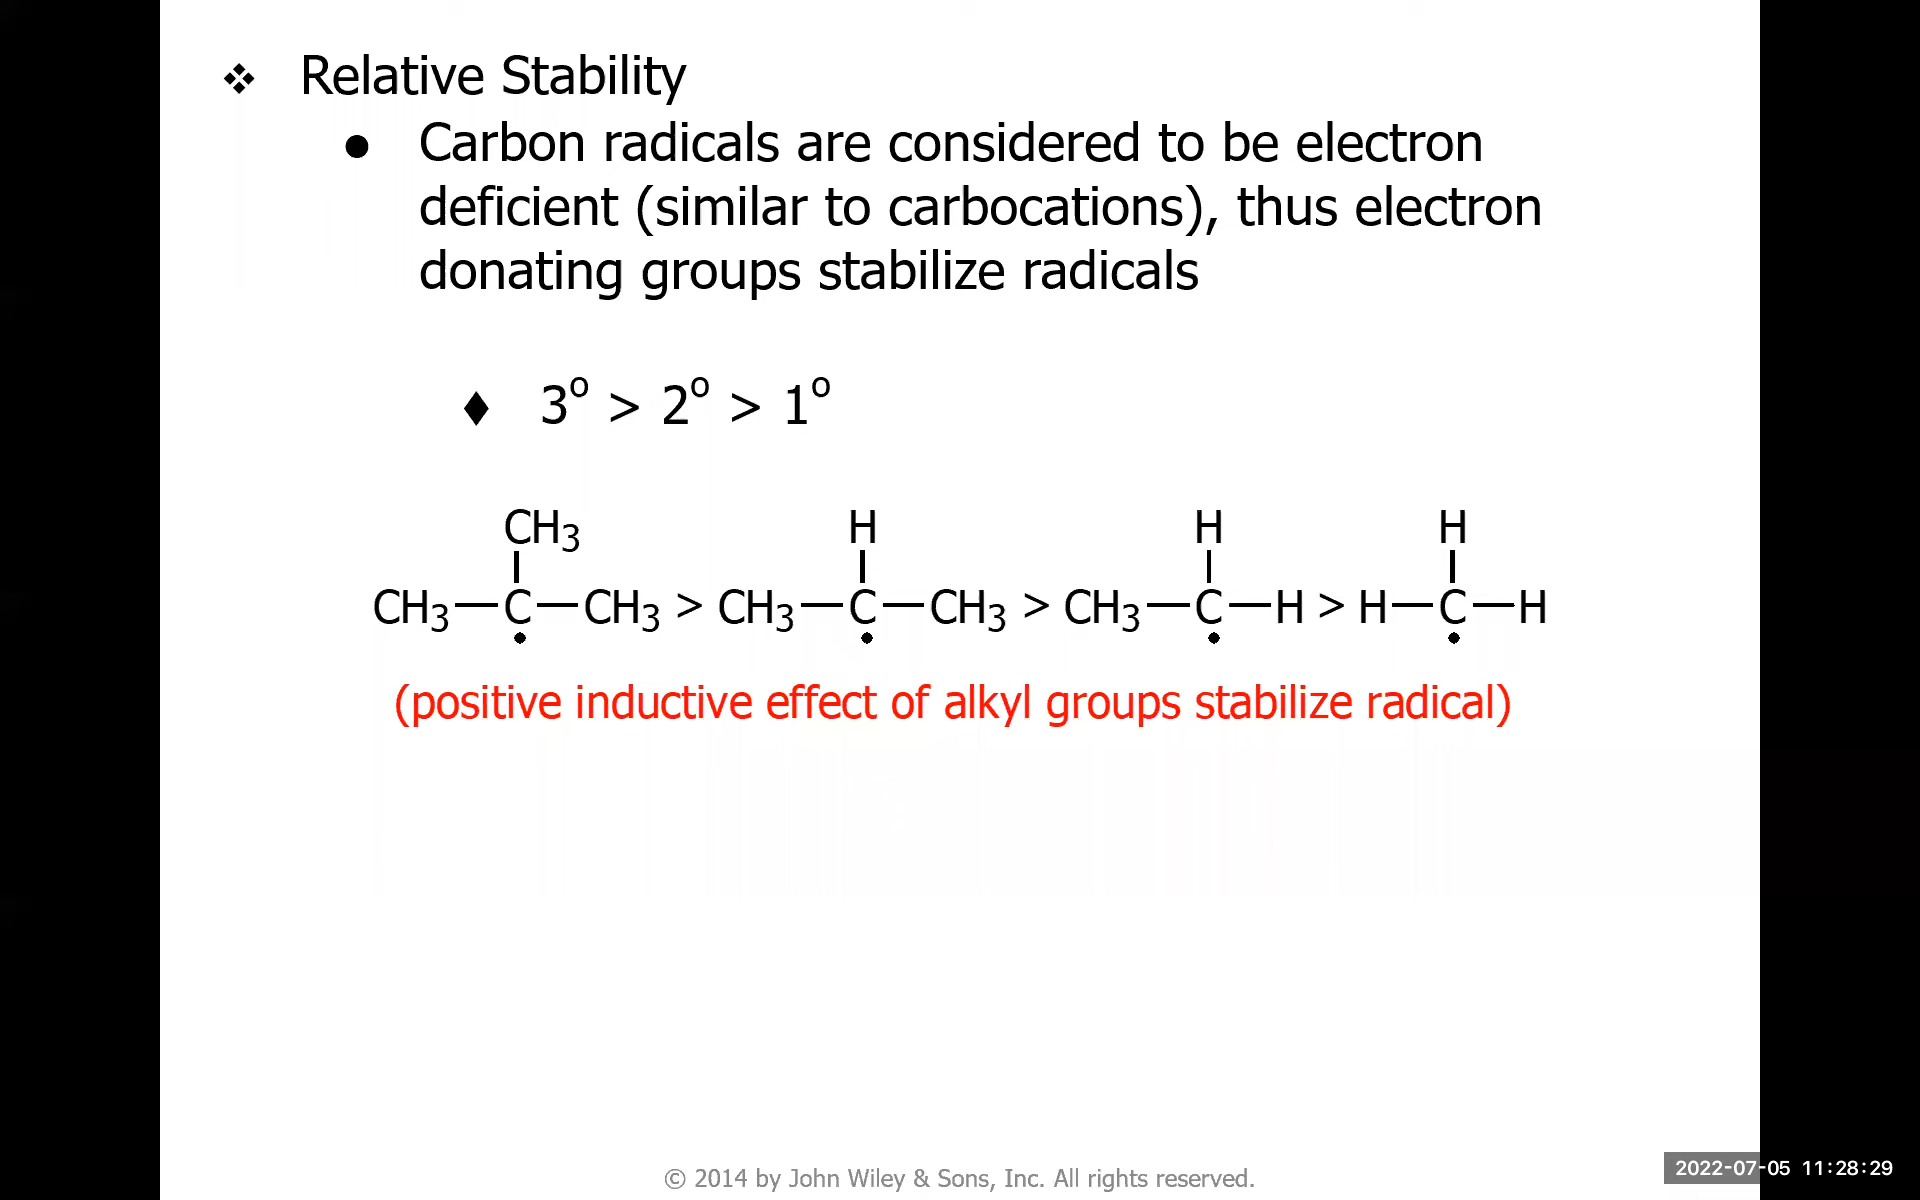 ❖ Relative Stability
● Carbon radicals are considered to be electron
deficient (similar to carbocations), thus electron
donating groups stabilize radicals
♦ 3º > 2º > 1º
CH₃ H H H
CH₃—C—CH₃ > CH₃—C—CH₃ > CH₃—C—H > H—C—H
(positive inductive effect of alkyl groups stabilize radical)
© 2014 by John Wiley & Sons, Inc. All rights reserved.
2022-07-05 11:28:29